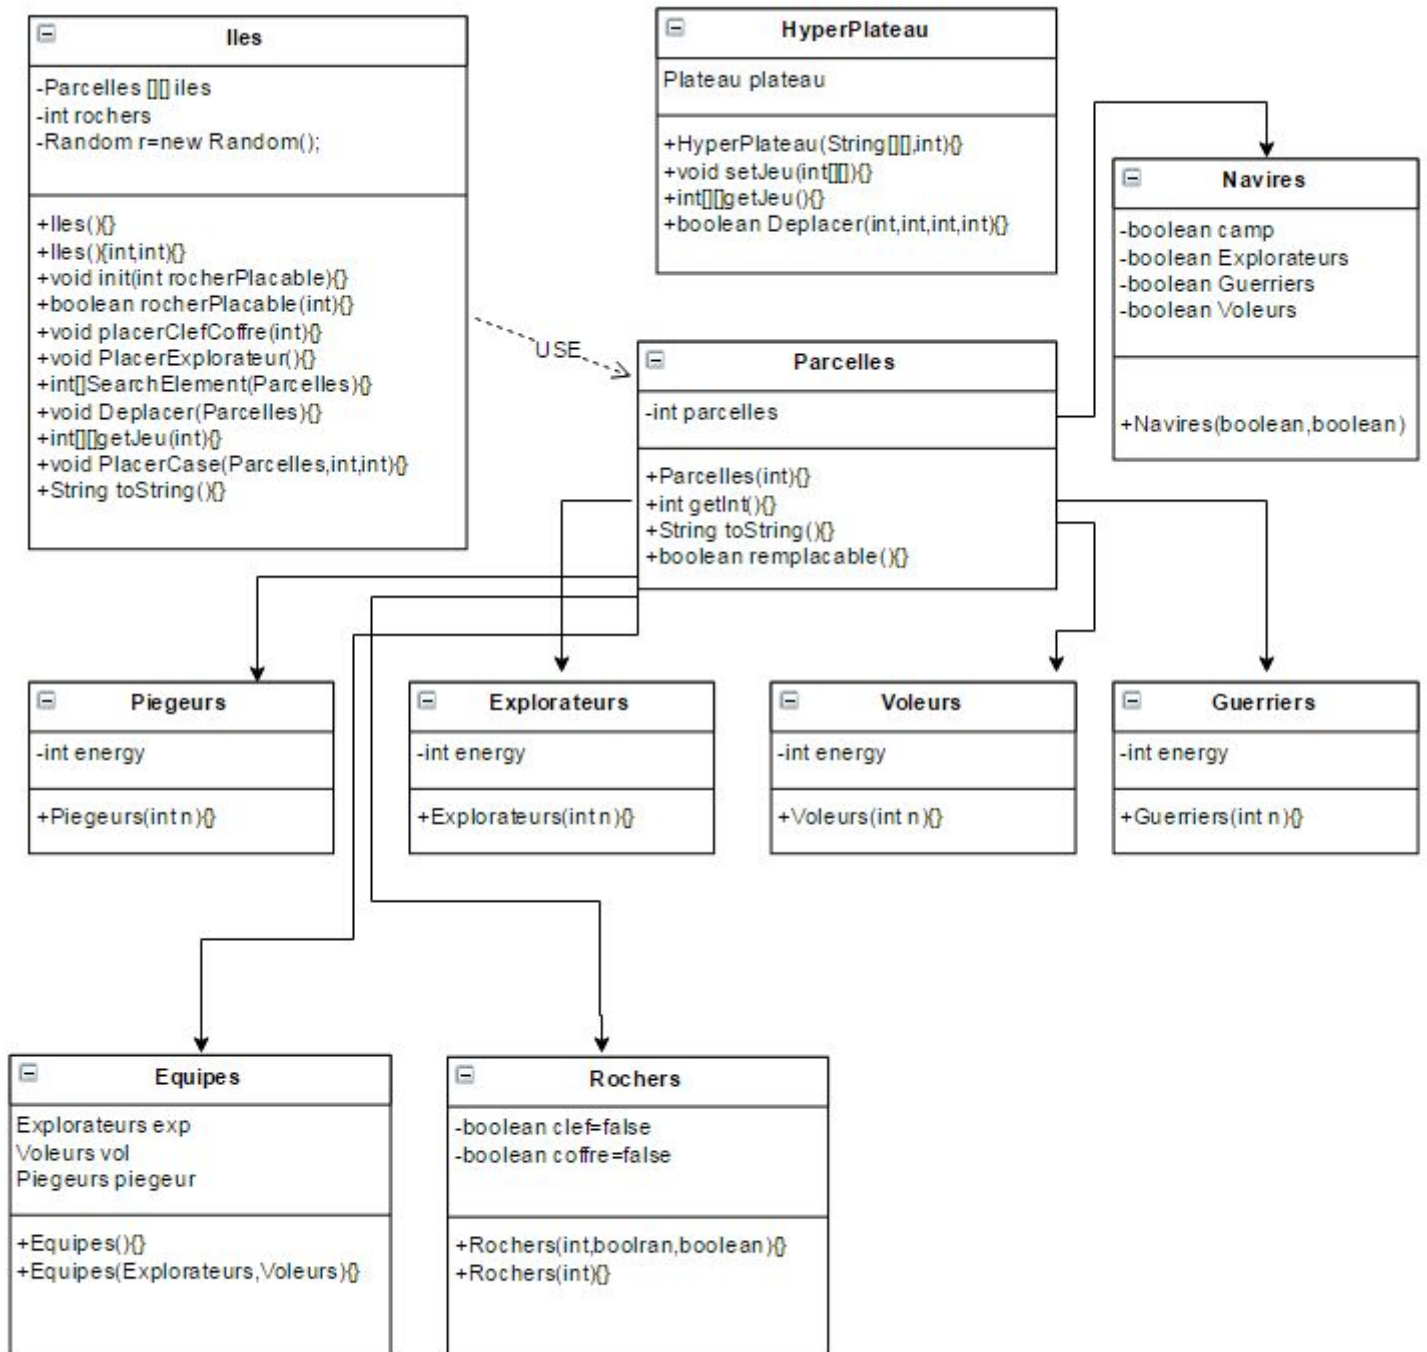 Iles
-Parcelles [][] iles
-int rochers
-Random r=new Random();
+Iles(){}
+Iles(){int,int){}
+void init(int rocherPlacable){}
+boolean rocherPlacable(int){}
+void placerClefCoffre(int){}
+void PlacerExplorateur(){}
+int[]SearchElement(Parcelles){}
+void Deplacer(Parcelles){}
+int[][]getJeu(int){}
+void PlacerCase(Parcelles,int,int){}
+String toString(){}
HyperPlateau
Plateau plateau
+HyperPlateau(String[][],int){}
+void setJeu(int[][]){}
+int[][]getJeu(){}
+boolean Deplacer(int,int,int,int){}
Navires
-boolean camp
-boolean Explorateurs
-boolean Guerriers
-boolean Voleurs
+Navires(boolean,boolean)
USE
Parcelles
-int parcelles
+Parcelles(int){}
+int getInt(){}
+String toString(){}
+boolean remplacable(){}
Piegeurs
-int energy
+Piegeurs(int n){}
Explorateurs
-int energy
+Explorateurs(int n){}
Voleurs
-int energy
+Voleurs(int n){}
Guerriers
-int energy
+Guerriers(int n){}
Equipes
Explorateurs exp
Voleurs vol
Piegeurs piegeur
+Equipes(){}
+Equipes(Explorateurs,Voleurs){}
Rochers
-boolean clef=false
-boolean coffre=false
+Rochers(int,boolran,boolean){}
+Rochers(int){}